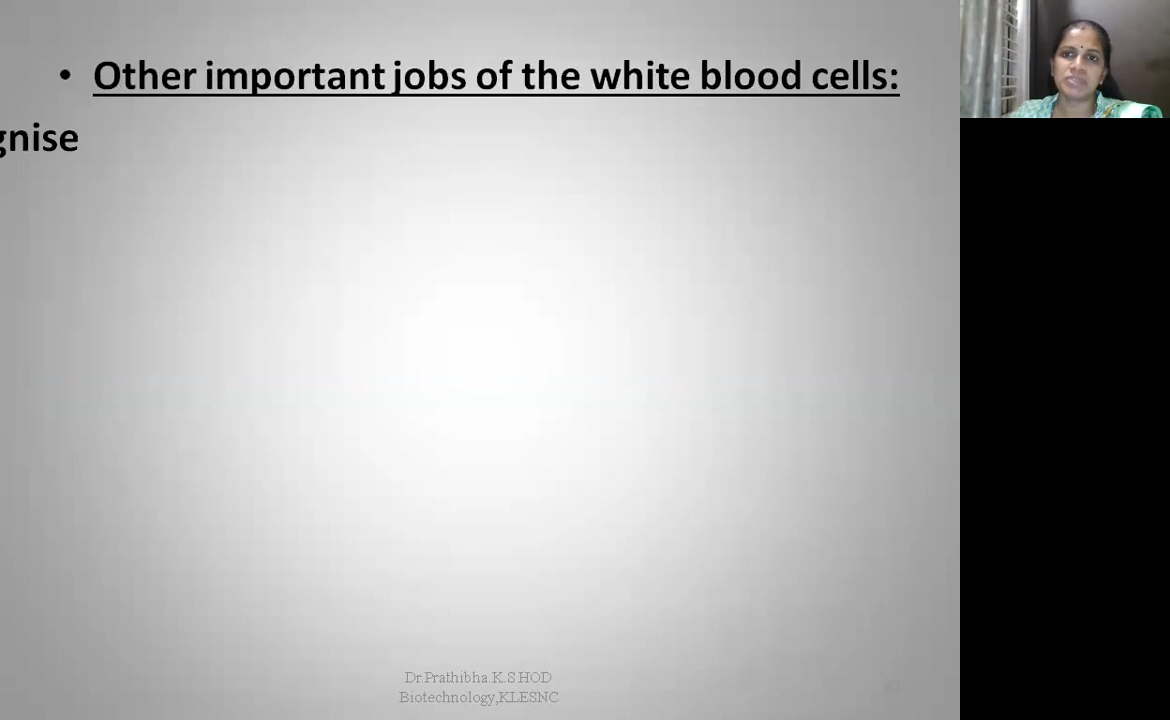 • Other important jobs of the white blood cells:
gnise
Dr.Prathibha.K.S HOD
Biotechnology,KLESNC